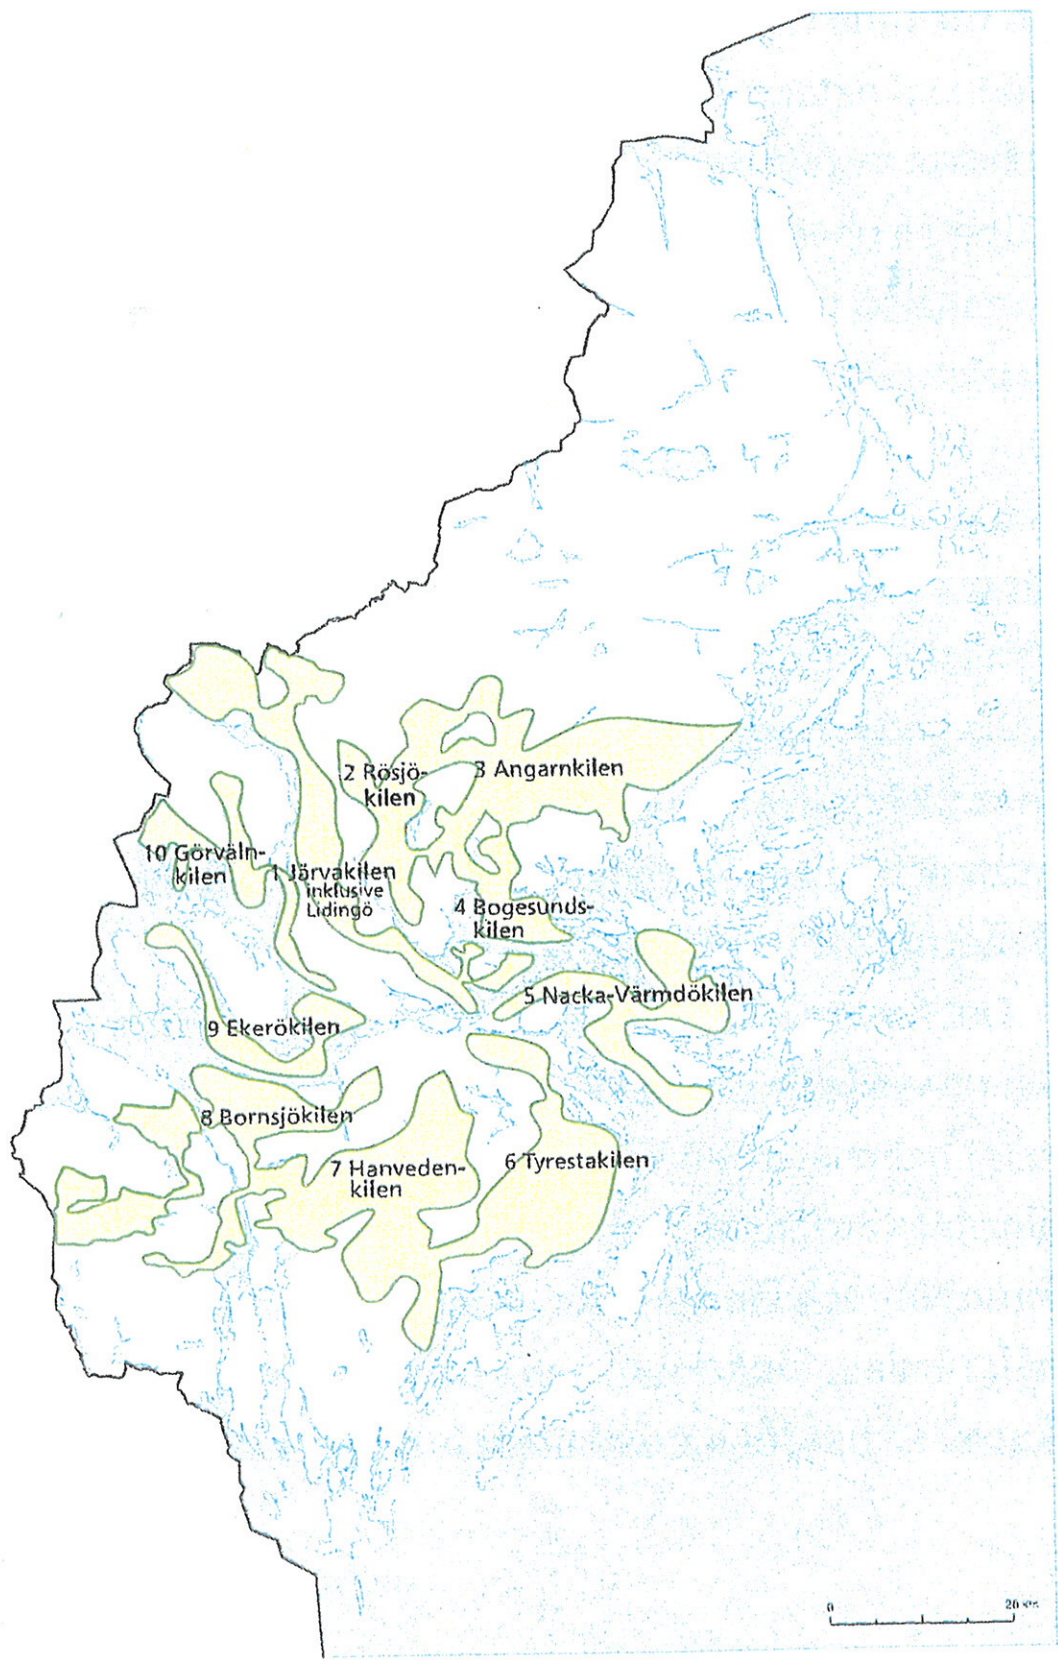 2 Rösjö-
kilen
3 Angarnkilen
10 Görväln-
kilen
1 Järvakilen
inklusive
Lidingö
4 Bogesunds-
kilen
5 Nacka-Värmdökilen
9 Ekerökilen
8 Bornsjökilen
7 Hanveden-
kilen
6 Tyrestakilen
0 20 km